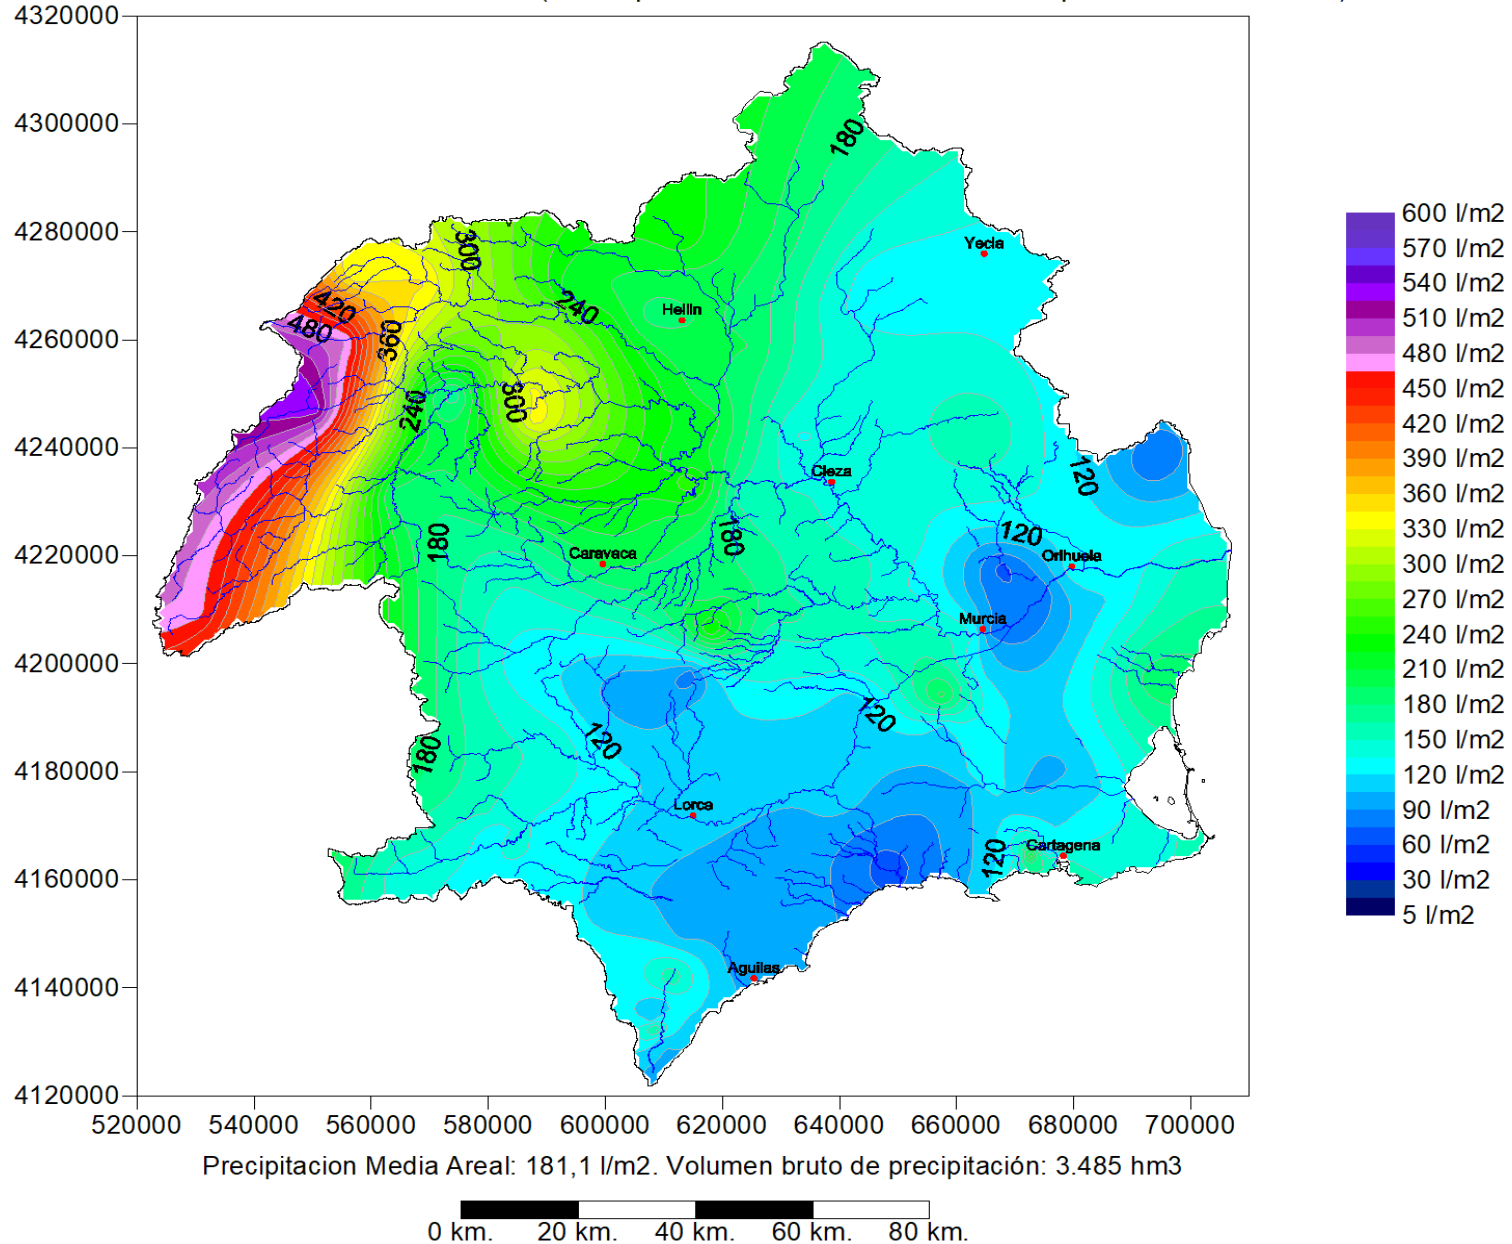 4320000
4300000
180
4280000
300
Yecla
420
480
360
240
Hellin
4260000
240
300
4240000
Cieza
120
180
180
120
Caravaca
Orihuela
4220000
Murcia
4200000
120
120
180
4180000
Lorca
120
Cartagena
4160000
Aguilas
4140000
4120000
520000 540000 560000 580000 600000 620000 640000 660000 680000 700000
600 l/m2
570 l/m2
540 l/m2
510 l/m2
480 l/m2
450 l/m2
420 l/m2
390 l/m2
360 l/m2
330 l/m2
300 l/m2
270 l/m2
240 l/m2
210 l/m2
180 l/m2
150 l/m2
120 l/m2
90 l/m2
60 l/m2
30 l/m2
5 l/m2
Precipitacion Media Areal: 181,1 l/m2. Volumen bruto de precipitación: 3.485 hm3
0 km. 20 km. 40 km. 60 km. 80 km.